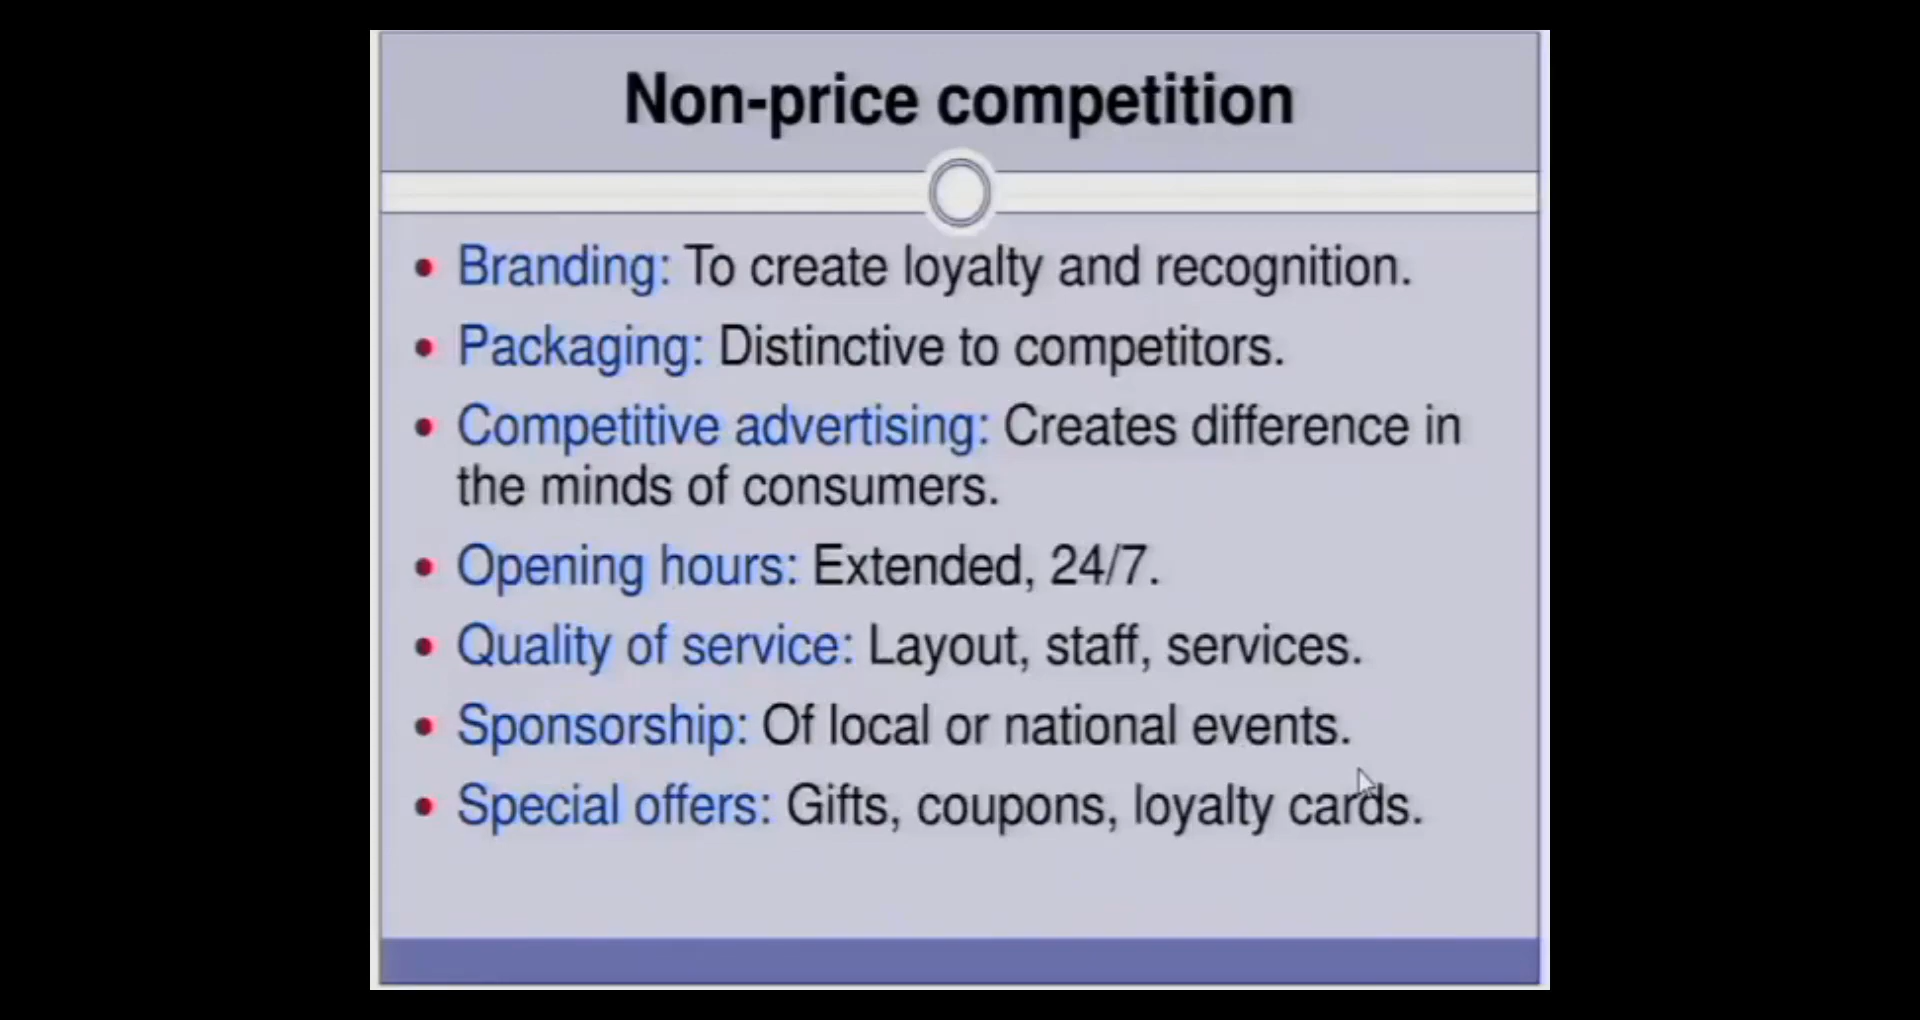 Non-price competition
• Branding: To create loyalty and recognition.
• Packaging: Distinctive to competitors.
• Competitive advertising: Creates difference in
the minds of consumers.
• Opening hours: Extended, 24/7.
• Quality of service: Layout, staff, services.
• Sponsorship: Of local or national events.
• Special offers: Gifts, coupons, loyalty cards.